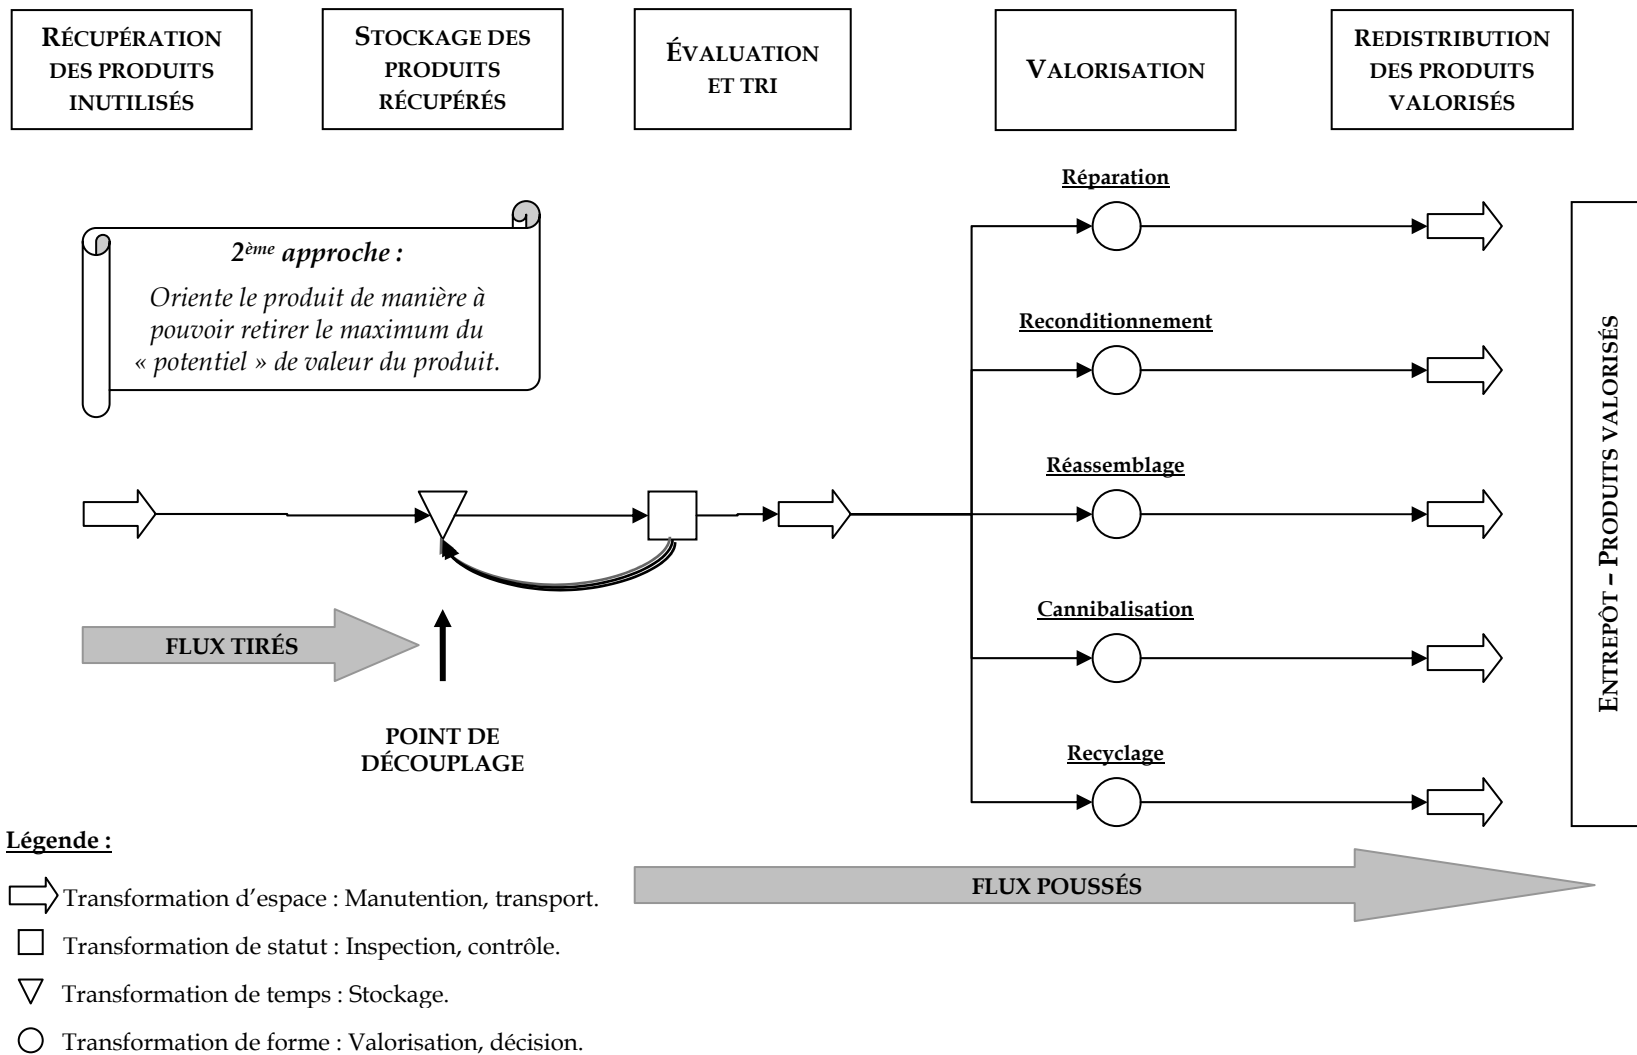 RÉCUPÉRATION
DES PRODUITS
INUTILISÉS
STOCKAGE DES
PRODUITS
RÉCUPÉRÉS
ÉVALUATION
ET TRI
VALORISATION
REDISTRIBUTION
DES PRODUITS
VALORISÉS
2ème approche :
Oriente le produit de manière à
pouvoir retirer le maximum du
« potentiel » de valeur du produit.
Réparation
Reconditionnement
Réassemblage
Cannibalisation
Recyclage
ENTREPÔT – PRODUITS VALORISÉS
FLUX TIRÉS
POINT DE
DÉCOUPLAGE
FLUX POUSSÉS
Légende :
Transformation d’espace : Manutention, transport.
Transformation de statut : Inspection, contrôle.
Transformation de temps : Stockage.
Transformation de forme : Valorisation, décision.